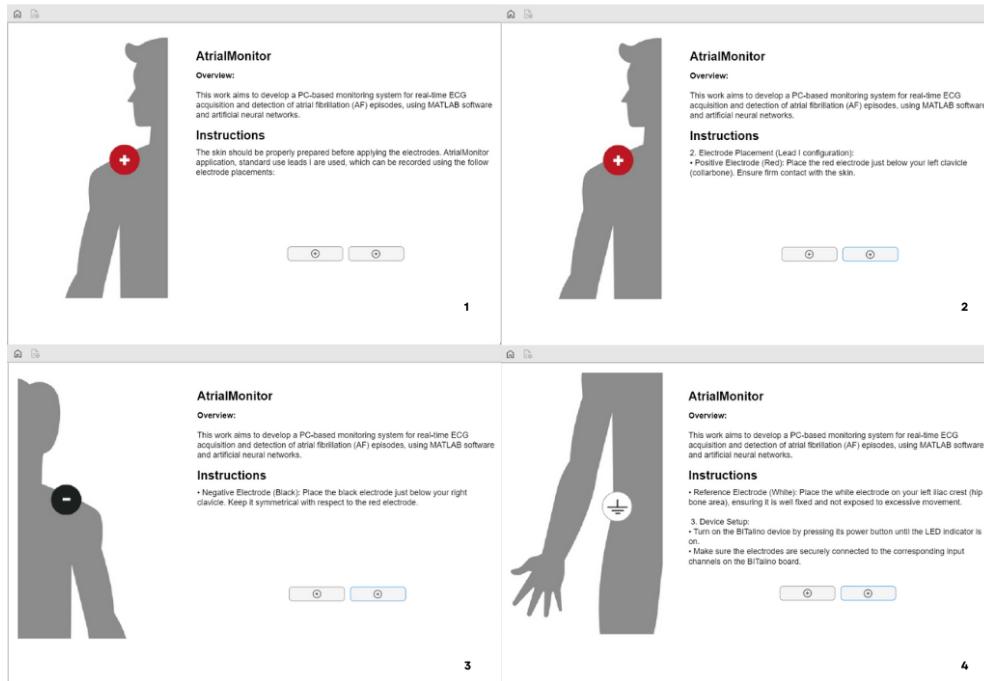 AtrialMonitor
Overview:
This work aims to develop a PC-based monitoring system for real-time ECG
acquisition and detection of atrial fibrillation (AF) episodes, using MATLAB software
and artificial neural networks.
Instructions
The skin should be properly prepared before applying the electrodes. AtrialMonitor
application, standard use leads I are used, which can be recorded using the follow
electrode placements:
1
AtrialMonitor
Overview:
This work aims to develop a PC-based monitoring system for real-time ECG
acquisition and detection of atrial fibrillation (AF) episodes, using MATLAB software
and artificial neural networks.
Instructions
2. Electrode Placement (Lead I configuration):
• Positive Electrode (Red): Place the red electrode just below your left clavicle
(collarbone). Ensure firm contact with the skin.
2
AtrialMonitor
Overview:
This work aims to develop a PC-based monitoring system for real-time ECG
acquisition and detection of atrial fibrillation (AF) episodes, using MATLAB software
and artificial neural networks.
Instructions
• Negative Electrode (Black): Place the black electrode just below your right
clavicle. Keep it symmetrical with respect to the red electrode.
3
AtrialMonitor
Overview:
This work aims to develop a PC-based monitoring system for real-time ECG
acquisition and detection of atrial fibrillation (AF) episodes, using MATLAB software
and artificial neural networks.
Instructions
• Reference Electrode (White): Place the white electrode on your left iliac crest (hip
bone area), ensuring it is well fixed and not exposed to excessive movement.
3. Device Setup:
• Turn on the BITalino device by pressing its power button until the LED indicator is
on.
• Make sure the electrodes are securely connected to the corresponding input
channels on the BITalino board.
4